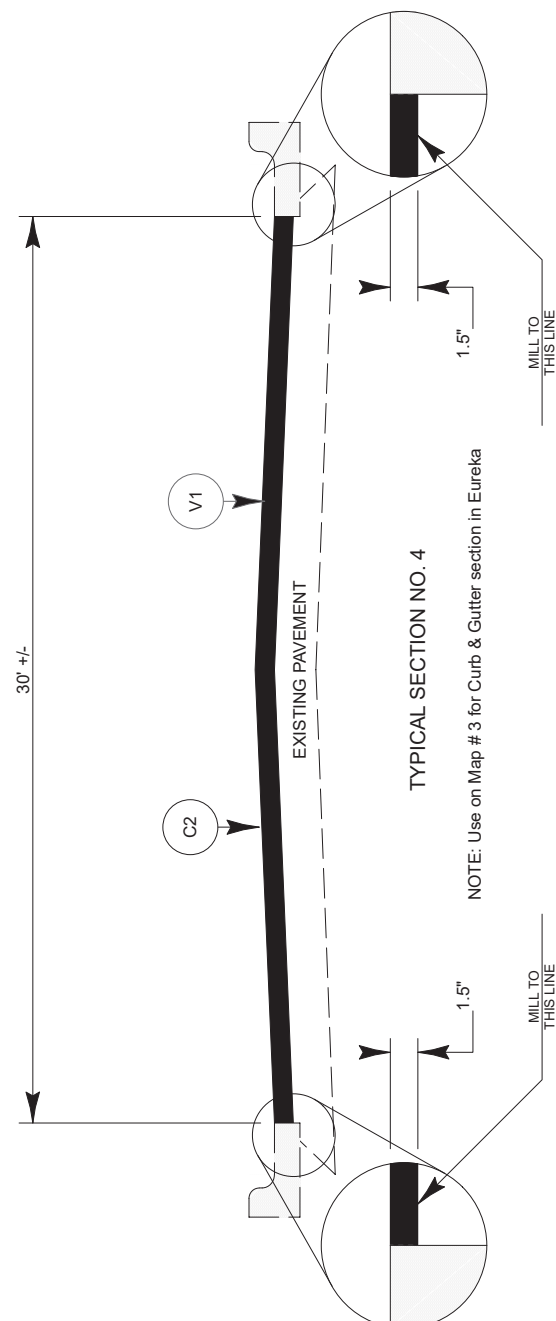 30' +/-
C2
V1
EXISTING PAVEMENT
1.5"
1.5"
TYPICAL SECTION NO. 4
NOTE: Use on Map # 3 for Curb & Gutter section in Eureka
MILL TO
THIS LINE
MILL TO
THIS LINE